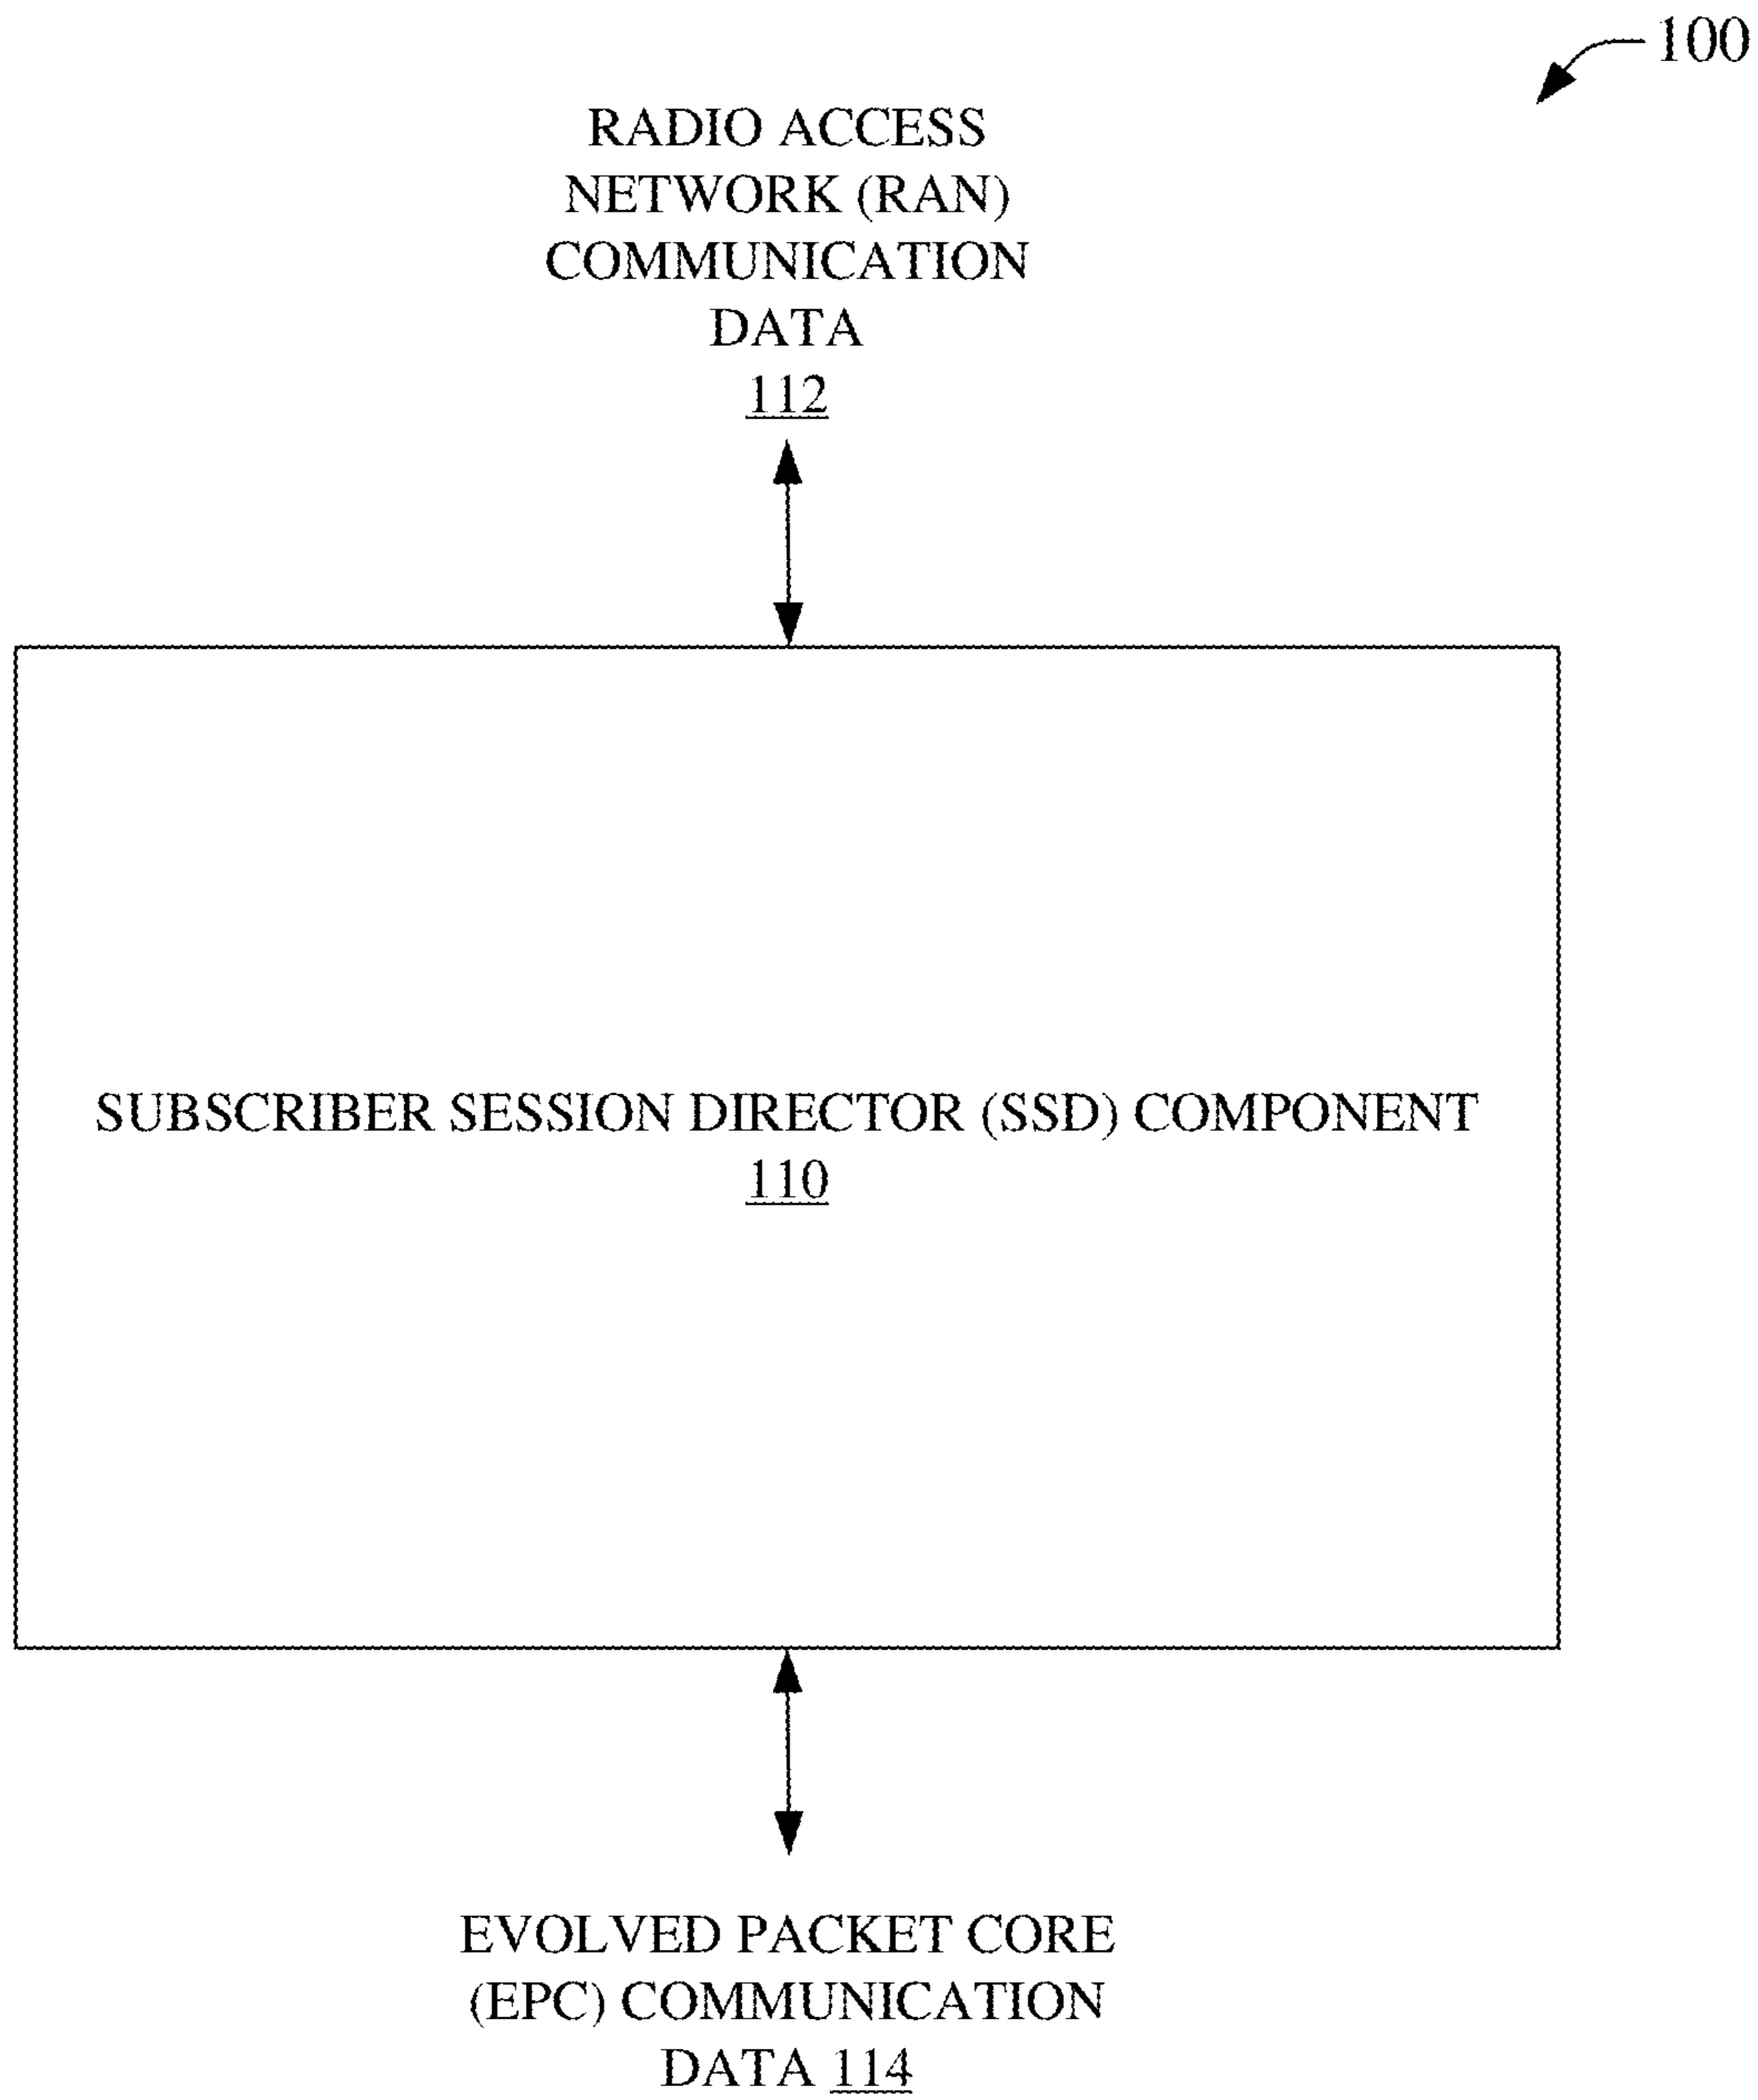 100
RADIO ACCESS
NETWORK (RAN)
COMMUNICATION
DATA
112
SUBSCRIBER SESSION DIRECTOR (SSD) COMPONENT
110
EVOLVED PACKET CORE
(EPC) COMMUNICATION
DATA 114